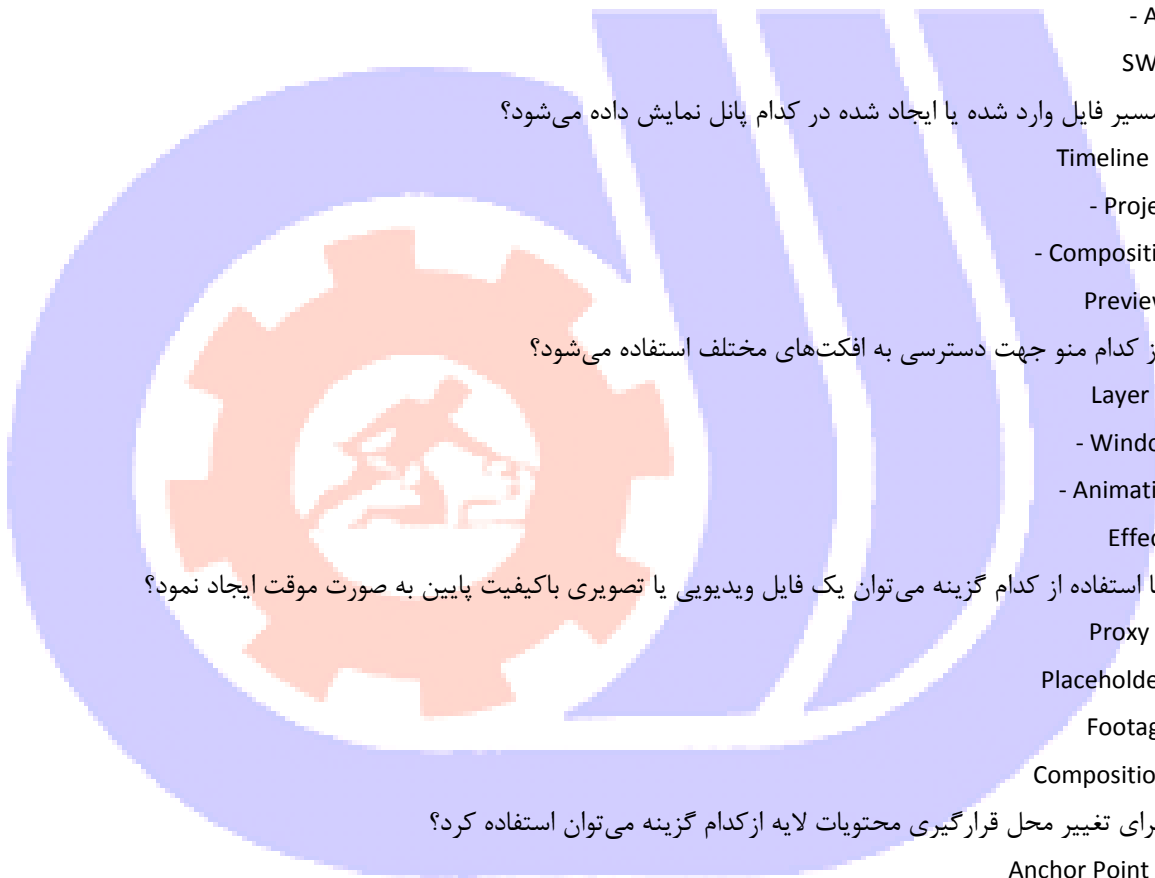 - A
SW
مسیر فایل وارد شده یا ایجاد شده در کدام پانل نمایش داده می‌شود؟
Timeline
- Proje
- Compositi
Preview
ز کدام منو جهت دسترسی به افکت‌های مختلف استفاده می‌شود؟
Layer
- Windo
- Animati
Effec
ا استفاده از کدام گزینه می‌توان یک فایل ویدیویی یا تصویری باکیفیت پایین به صورت موقت ایجاد نمود؟
Proxy
Placeholde
Footag
Compositio
رای تغییر محل قرارگیری محتویات لایه ازکدام گزینه می‌توان استفاده کرد؟
Anchor Point